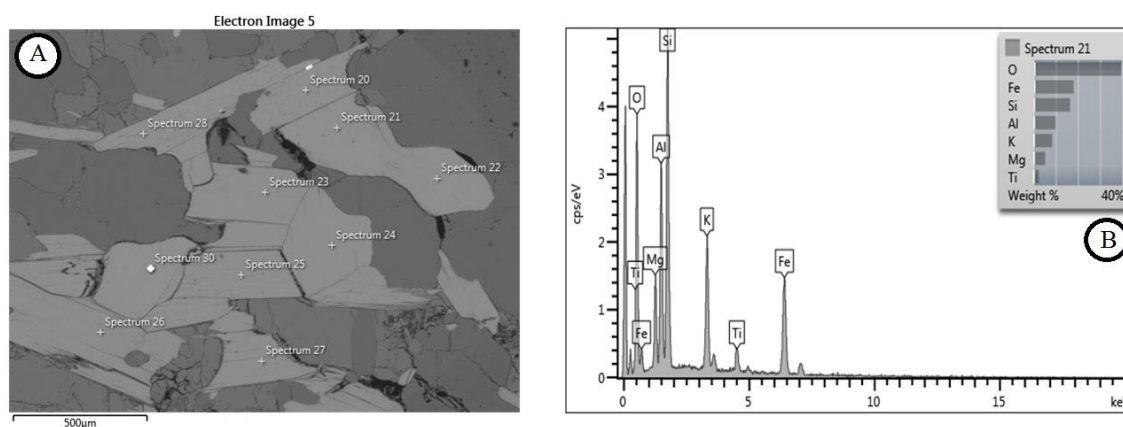 Electron Image 5
A
Spectrum 20
Spectrum 21
Spectrum 28
Spectrum 22
Spectrum 23
Spectrum 24
Spectrum 30
Spectrum 25
Spectrum 26
Spectrum 27
500µm
cps/eV
4
3
2
1
0
0
5
10
15
ke
Si
O
Al
K
Mg
Ti
Fe
Fe
Ti
Spectrum 21
O
Fe
Si
Al
K
Mg
Ti
Weight %
40%
B